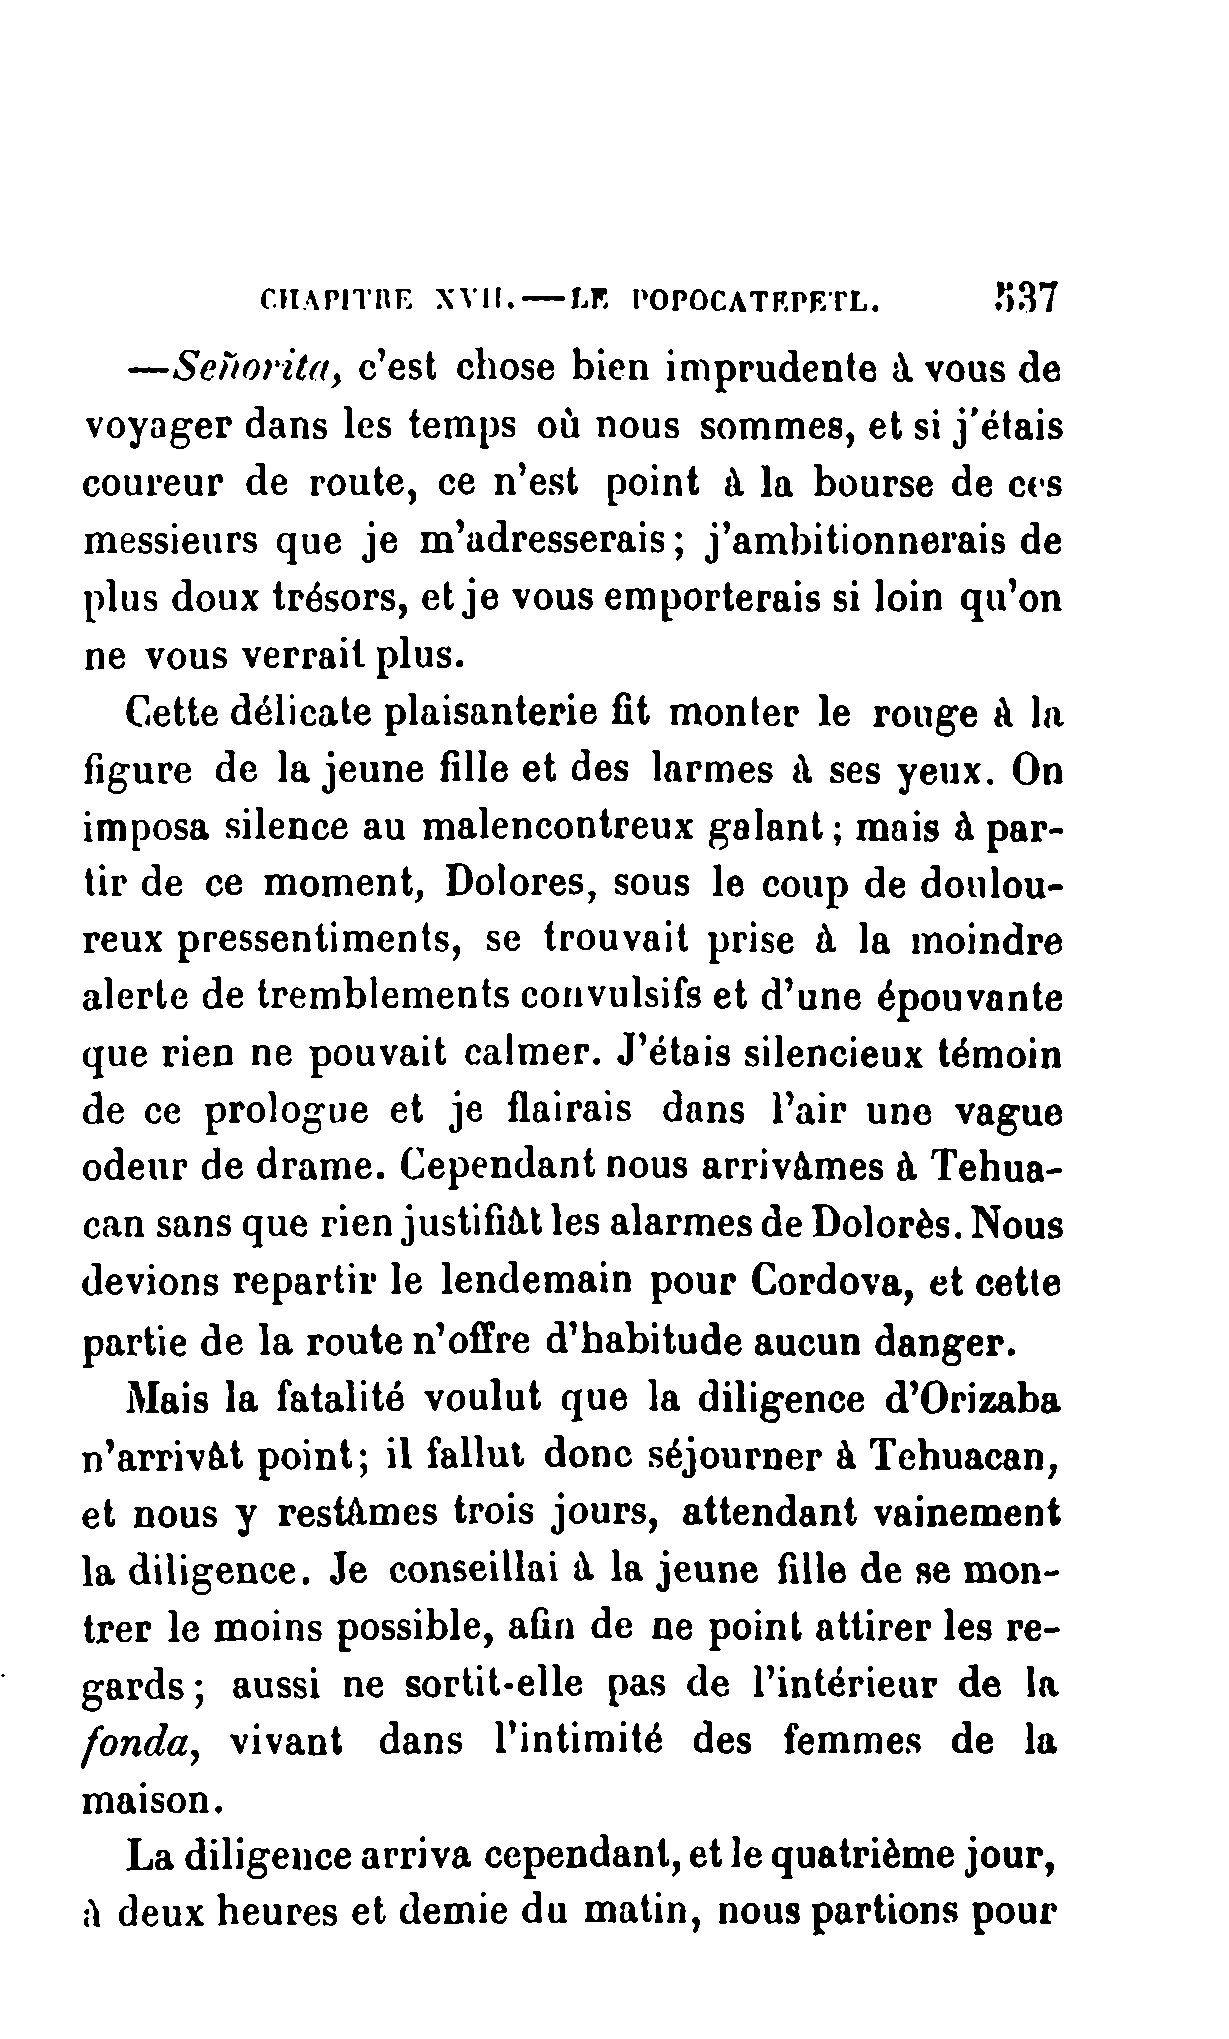 CHAPITRE XVII.—LE POPOCATEPETL. 537
—Señorita, c'est chose bien imprudente à vous de
voyager dans les temps où nous sommes, et si j'étais
coureur de route, ce n'est point à la bourse de ces
messieurs que je m'adresserais; j'ambitionnerais de
plus doux trésors, et je vous emporterais si loin qu'on
ne vous verrait plus.
Cette délicate plaisanterie fit monter le rouge à la
figure de la jeune fille et des larmes à ses yeux. On
imposa silence au malencontreux galant; mais à par-
tir de ce moment, Dolores, sous le coup de doulou-
reux pressentiments, se trouvait prise à la moindre
alerte de tremblements convulsifs et d'une épouvante
que rien ne pouvait calmer. J'étais silencieux témoin
de ce prologue et je flairais dans l'air une vague
odeur de drame. Cependant nous arrivâmes à Tehua-
can sans que rien justifiât les alarmes de Dolorès. Nous
devions repartir le lendemain pour Cordova, et cette
partie de la route n'offre d'habitude aucun danger.
Mais la fatalité voulut que la diligence d'Orizaba
n'arrivât point; il fallut donc séjourner à Tehuacan,
et nous y restâmes trois jours, attendant vainement
la diligence. Je conseillai à la jeune fille de se mon-
trer le moins possible, afin de ne point attirer les re-
gards; aussi ne sortit-elle pas de l'intérieur de la
fonda, vivant dans l'intimité des femmes de la
maison.
La diligence arriva cependant, et le quatrième jour,
à deux heures et demie du matin, nous partions pour